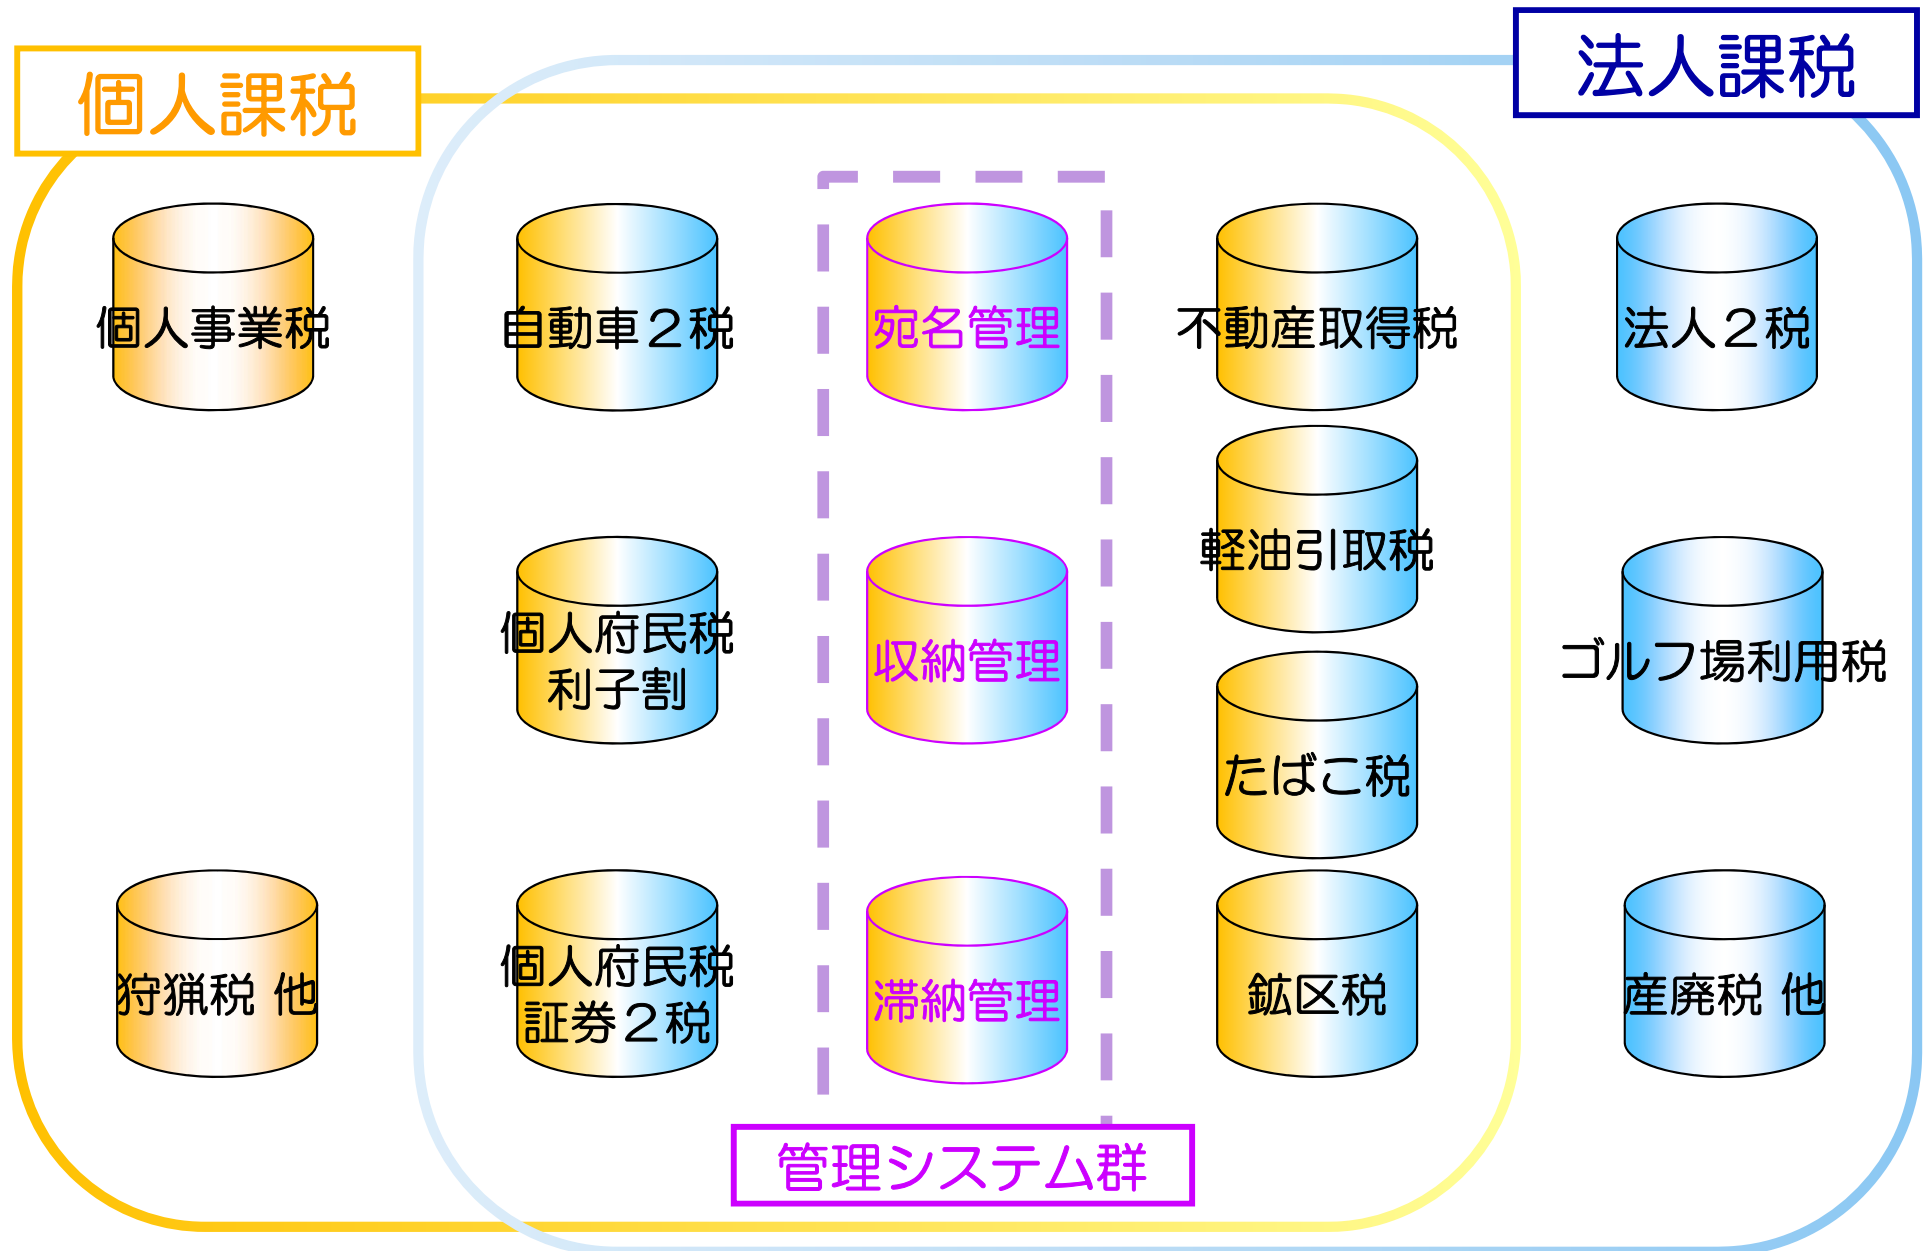 個人課税
法人課税
個人事業税
自動車２税
宛名管理
不動産取得税
法人２税
軽油引取税
個人府民税
利子割
収納管理
ゴルフ場利用税
たばこ税
狩猟税 他
個人府民税
証券２税
滞納管理
鉱区税
産廃税 他
管理システム群